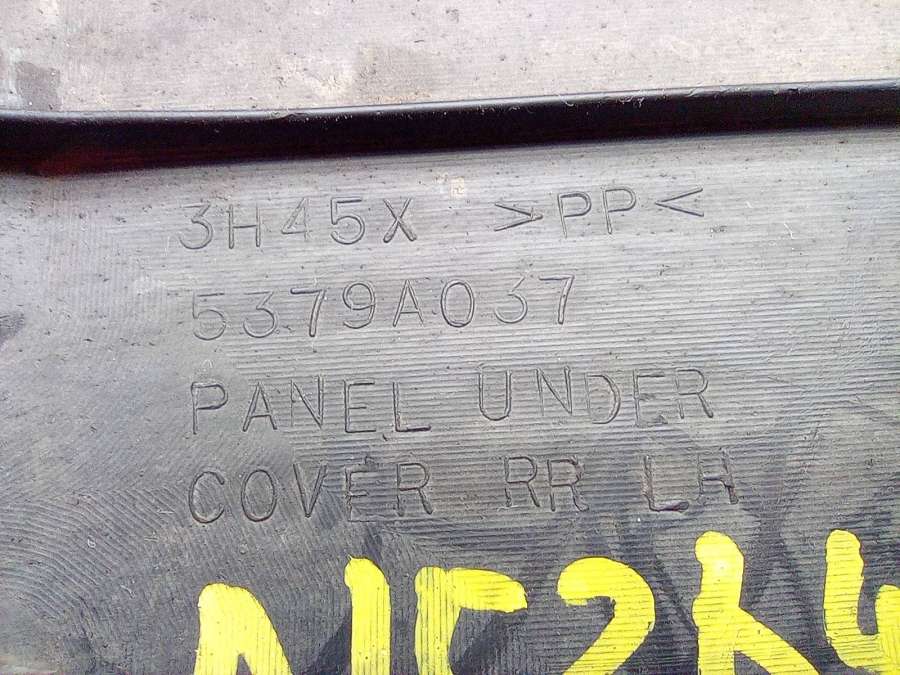 3H45X >PP<
5379A037
PANEL UNDER
COVER RR LH